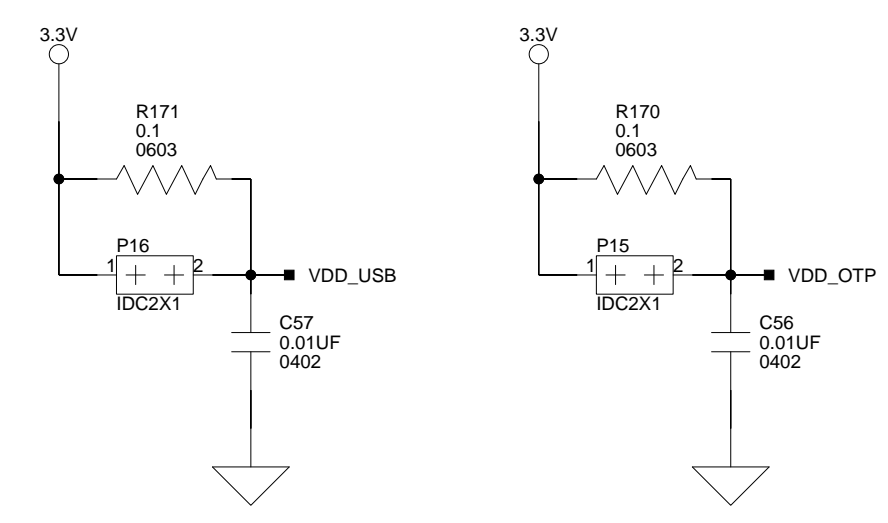 3.3V
R171
0.1
0603
P16
1
2
IDC2X1
VDD_USB
C57
0.01UF
0402
3.3V
R170
0.1
0603
P15
1
2
IDC2X1
VDD_OTP
C56
0.01UF
0402